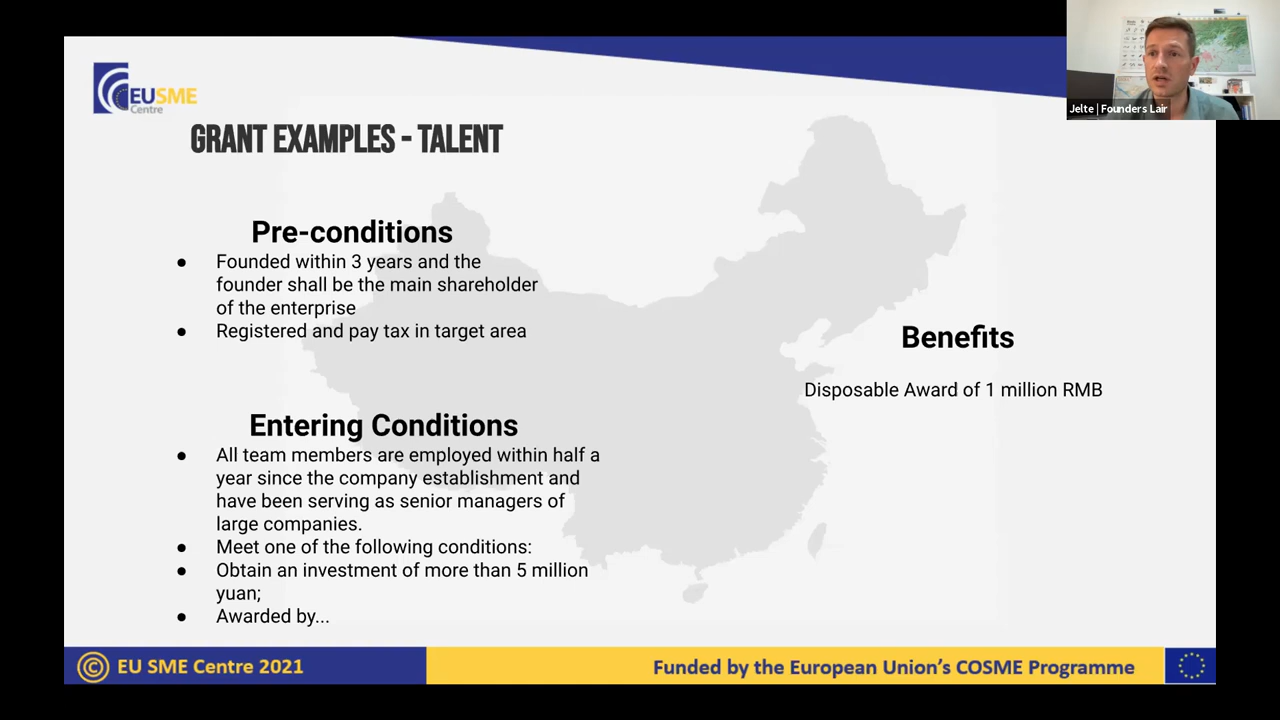 Jelte | Founders Lair
EUSME
Centre
GRANT EXAMPLES - TALENT
Pre-conditions
● Founded within 3 years and the
founder shall be the main shareholder
of the enterprise
● Registered and pay tax in target area
Entering Conditions
● All team members are employed within half a
year since the company establishment and
have been serving as senior managers of
large companies.
● Meet one of the following conditions:
● Obtain an investment of more than 5 million
yuan;
● Awarded by...
Benefits
Disposable Award of 1 million RMB
© EU SME Centre 2021
Funded by the European Union’s COSME Programme